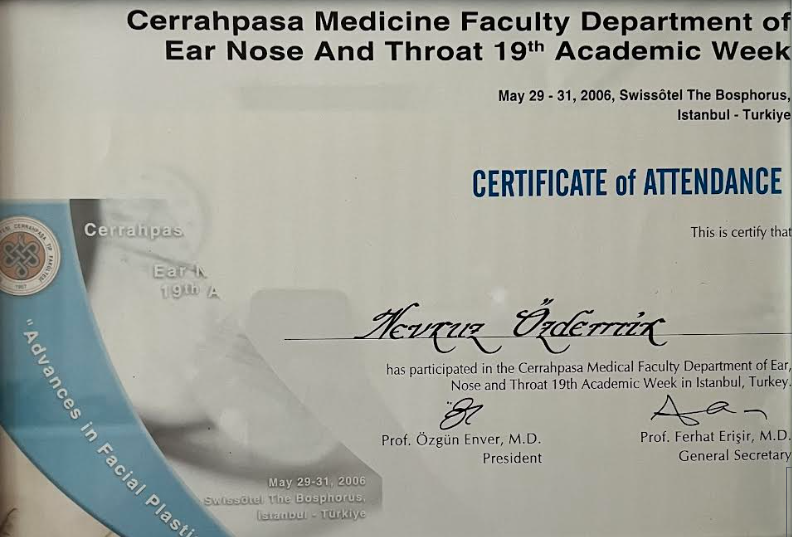 Cerrahpasa Medicine Faculty Department of
Ear Nose And Throat 19th Academic Week
May 29 - 31, 2006, Swissôtel The Bosphorus,
Istanbul - Turkiye
CERTIFICATE of ATTENDANCE
This is certify that
Nevruz Özdemir
has participated in the Cerrahpasa Medical Faculty Department of Ear,
Nose and Throat 19th Academic Week in Istanbul, Turkey.
Prof. Özgün Enver, M.D.
President
Prof. Ferhat Erişir, M.D.
General Secretary
Cerrahpas
Ear N
19th A
"Advances in Facial Plasti
May 29-31, 2006
Swissôtel The Bosphorus,
İstanbul - Türkiye